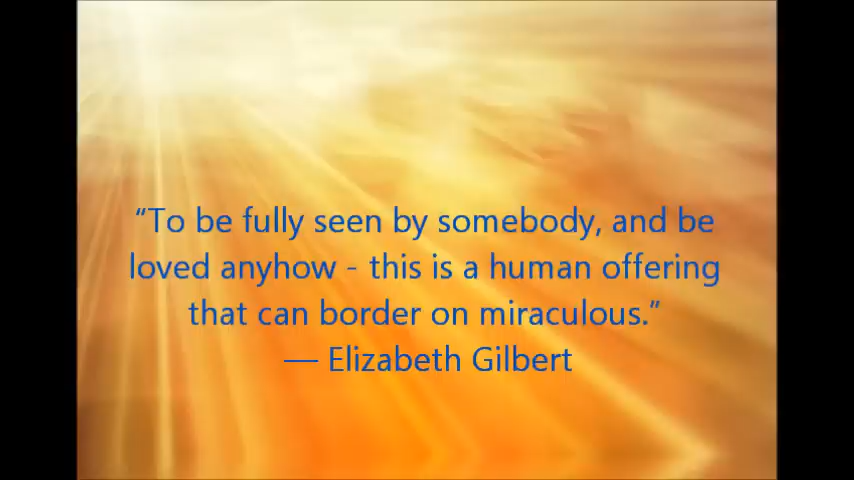 “To be fully seen by somebody, and be
loved anyhow - this is a human offering
that can border on miraculous.”
— Elizabeth Gilbert